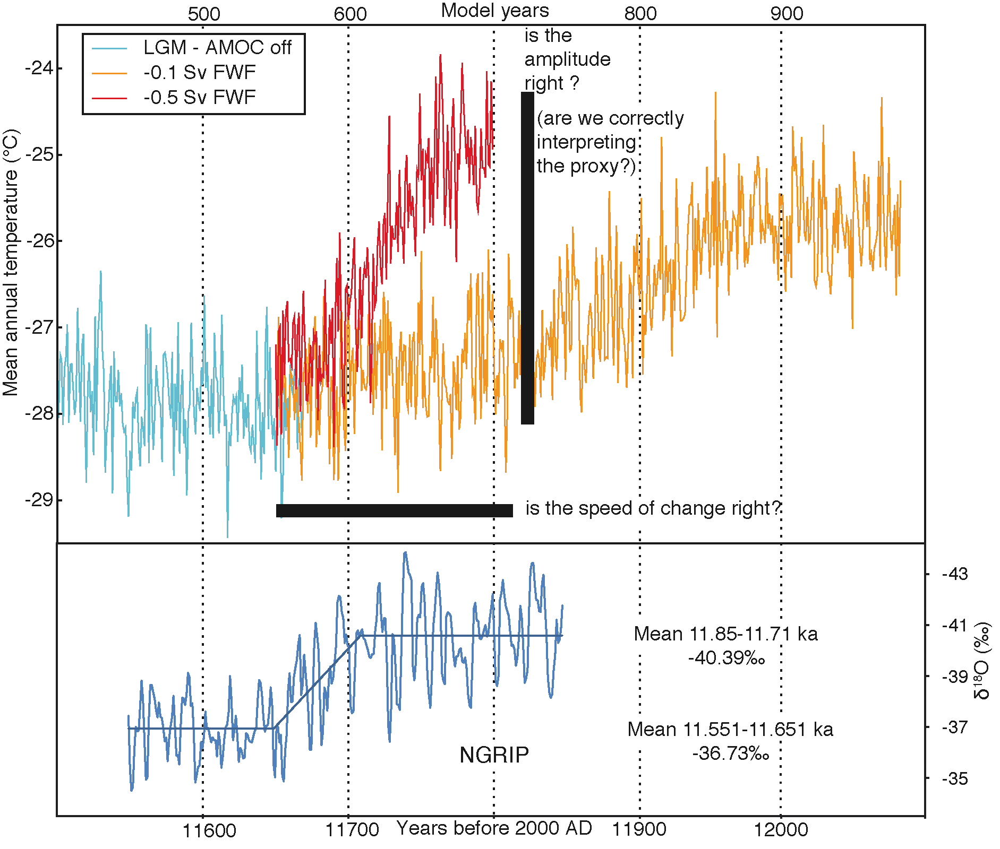 500
600
Model years
800
900
LGM - AMOC off
-0.1 Sv FWF
-0.5 Sv FWF
is the
amplitude
right ?
(are we correctly
interpreting
the proxy?)
Mean annual temperature (°C)
-24
-25
-26
-27
-28
-29
is the speed of change right?
-43
-41
-39
-37
-35
δ¹⁸O (‰)
Mean 11.85-11.71 ka
-40.39‰
Mean 11.551-11.651 ka
-36.73‰
NGRIP
11600
11700
Years before 2000 AD
11900
12000